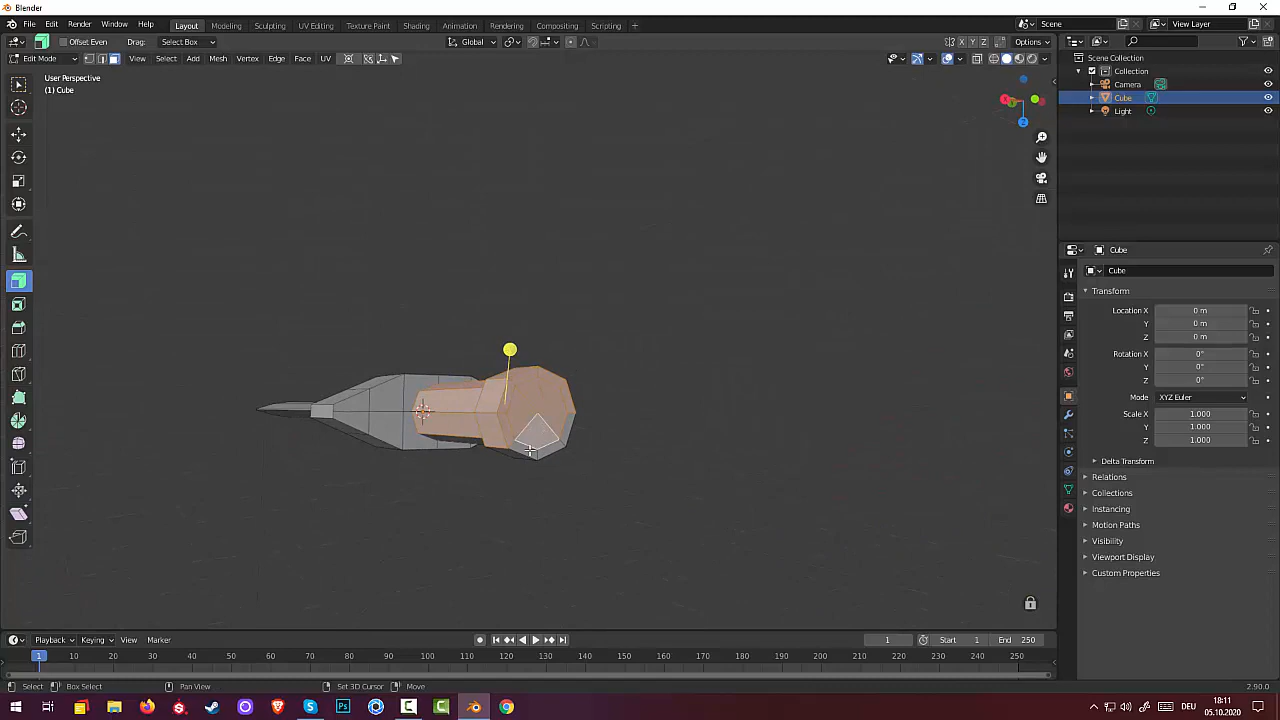 Blender
File Edit Render Window Help Layout Modeling Sculpting UV Editing Texture Paint Shading Animation Rendering Compositing Scripting + Scene View Layer
Offset Even Drag: Select Box Global X Y Z Options
Edit Mode View Select Add Mesh Vertex Edge Face UV
User Perspective
(1) Cube
Scene Collection
Collection
Camera
Cube
Light
X
Z
Cube
Cube
Transform
Location X 0 m
Y 0 m
Z 0 m
Rotation X 0°
Y 0°
Z 0°
Mode XYZ Euler
Scale X 1.000
Y 1.000
Z 1.000
Delta Transform
Relations
Collections
Instancing
Motion Paths
Visibility
Viewport Display
Custom Properties
Playback Keying View Marker 1 Start 1 End 250
1 10 20 30 40 50 60 70 80 90 100 110 120 130 140 150 160 170 180 190 200 210 220 230 240 250
Select Box Select Pan View Set 3D Cursor Move 2.90.0
DEU 18:11
05.10.2020